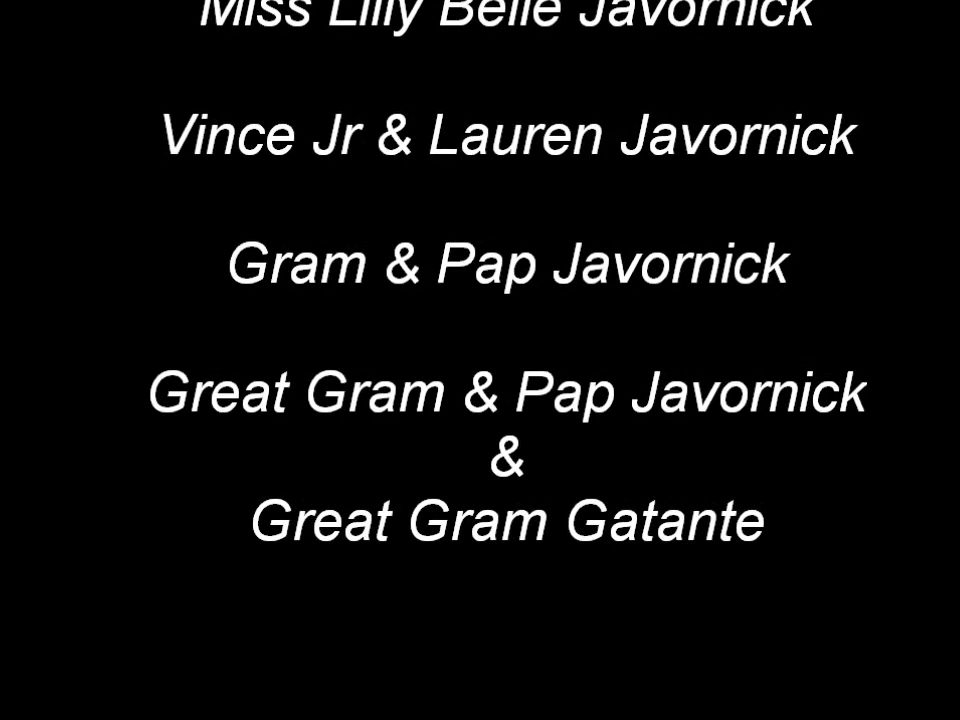 Miss Lilly Belle Javornick
Vince Jr & Lauren Javornick
Gram & Pap Javornick
Great Gram & Pap Javornick
&
Great Gram Gatante